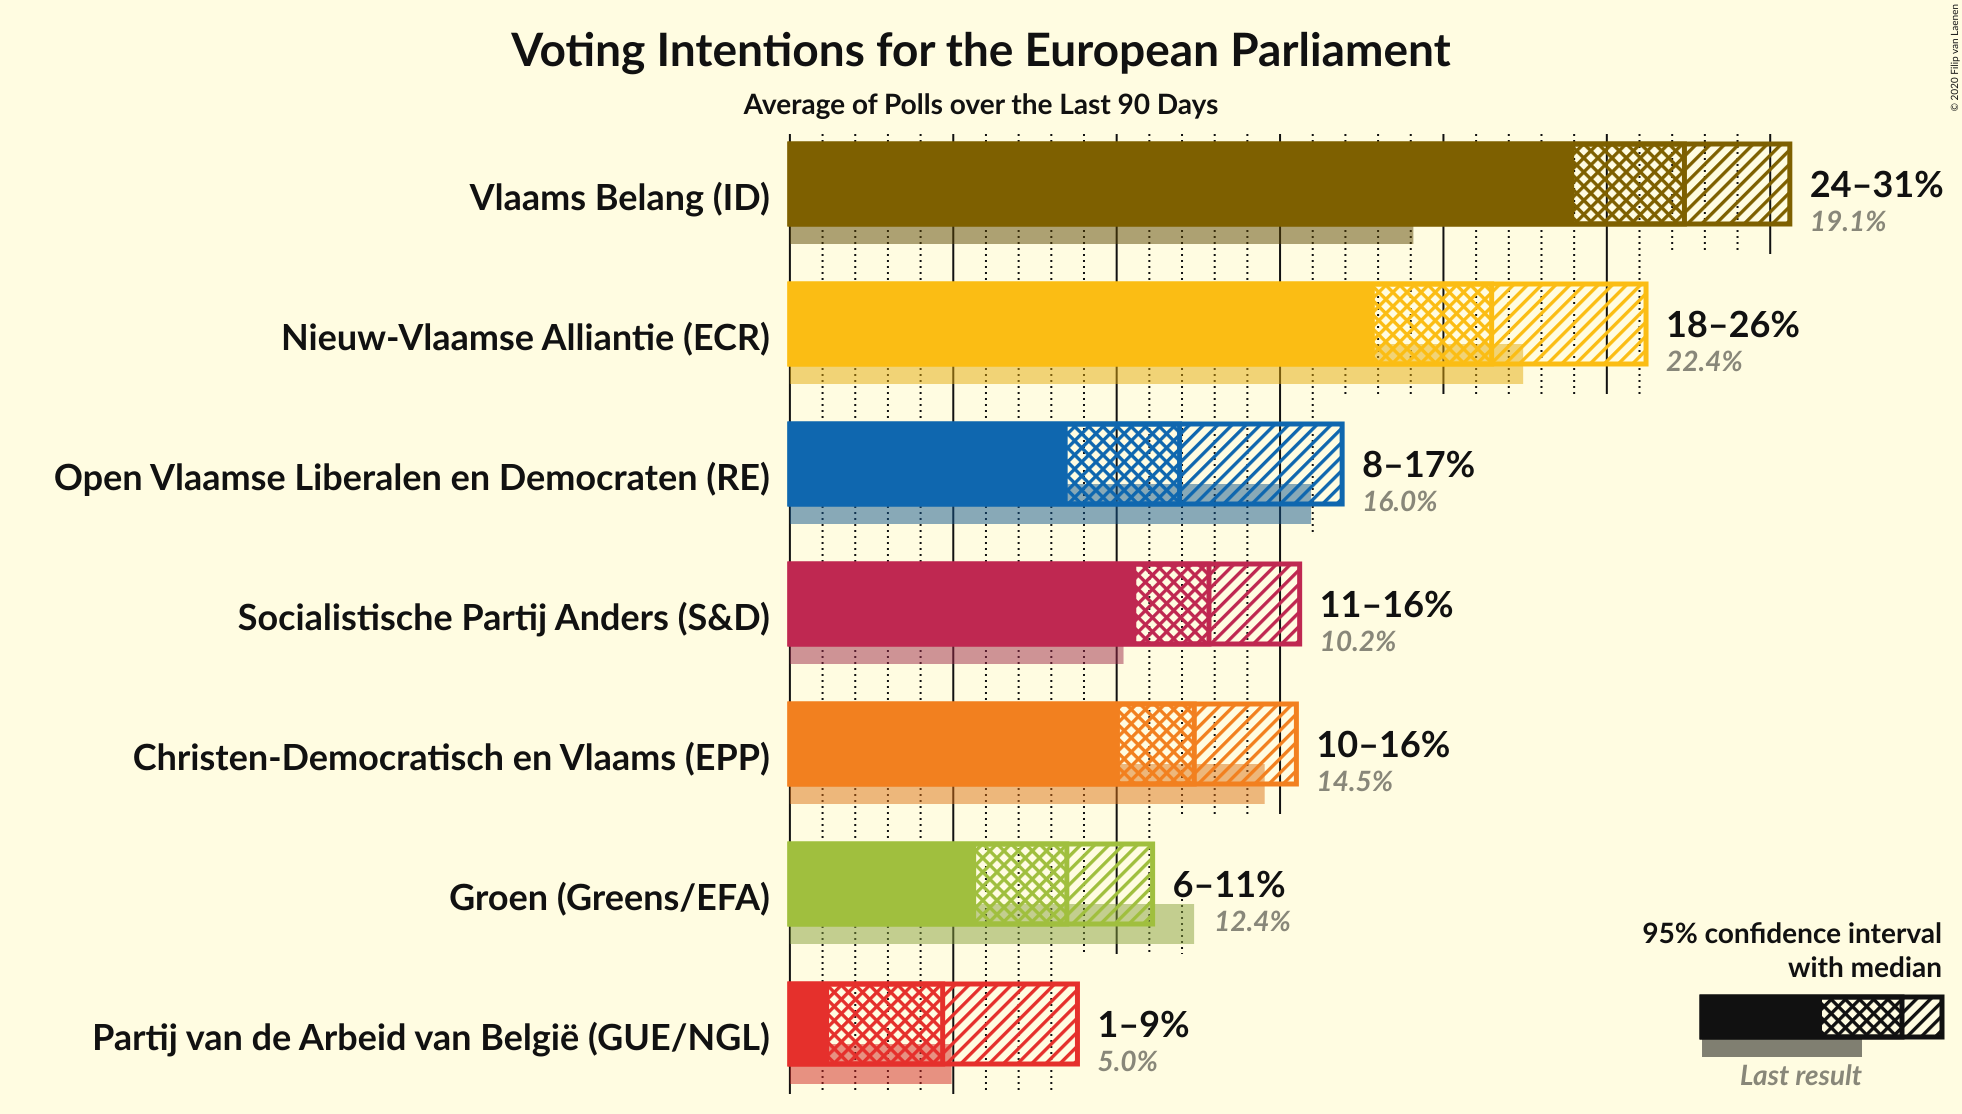 Voting Intentions for the European Parliament
Average of Polls over the Last 90 Days
© 2020 Filip van Laenen
Vlaams Belang (ID)
24–31%
19.1%
Nieuw-Vlaamse Alliantie (ECR)
18–26%
22.4%
Open Vlaamse Liberalen en Democraten (RE)
8–17%
16.0%
Socialistische Partij Anders (S&D)
11–16%
10.2%
Christen-Democratisch en Vlaams (EPP)
10–16%
14.5%
Groen (Greens/EFA)
6–11%
12.4%
Partij van de Arbeid van België (GUE/NGL)
1–9%
5.0%
95% confidence interval
with median
Last result